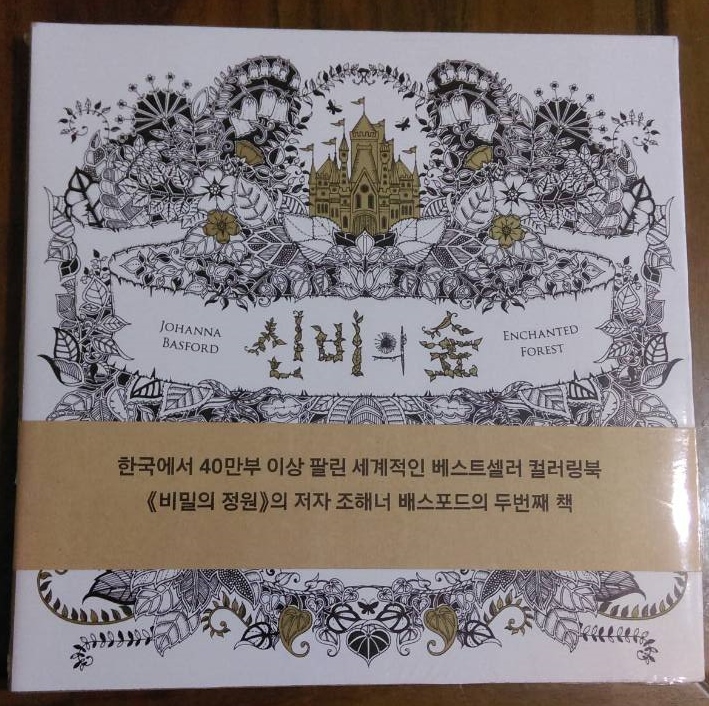 JOHANNA
BASFORD
신비의 숲
ENCHANTED
FOREST
한국에서 40만부 이상 팔린 세계적인 베스트셀러 컬러링북
《비밀의 정원》의 저자 조해너 배스포드의 두번째 책